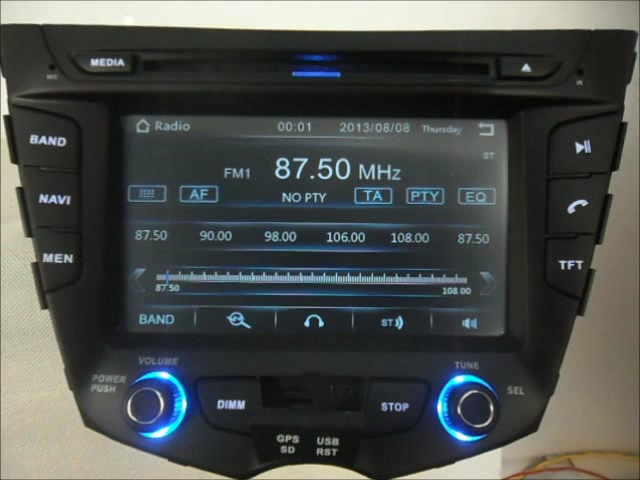 MEDIA
MIC
BAND
NAVI
MEN
TFT
Radio 00:01 2013/08/08 Thursday
ST
FM1 87.50 MHz
AF NO PTY TA PTY EQ
87.50 90.00 98.00 106.00 108.00 87.50
87.50 108.00
BAND ST
VOLUME
POWER
PUSH
DIMM
STOP
TUNE
SEL
GPS USB
SD RST